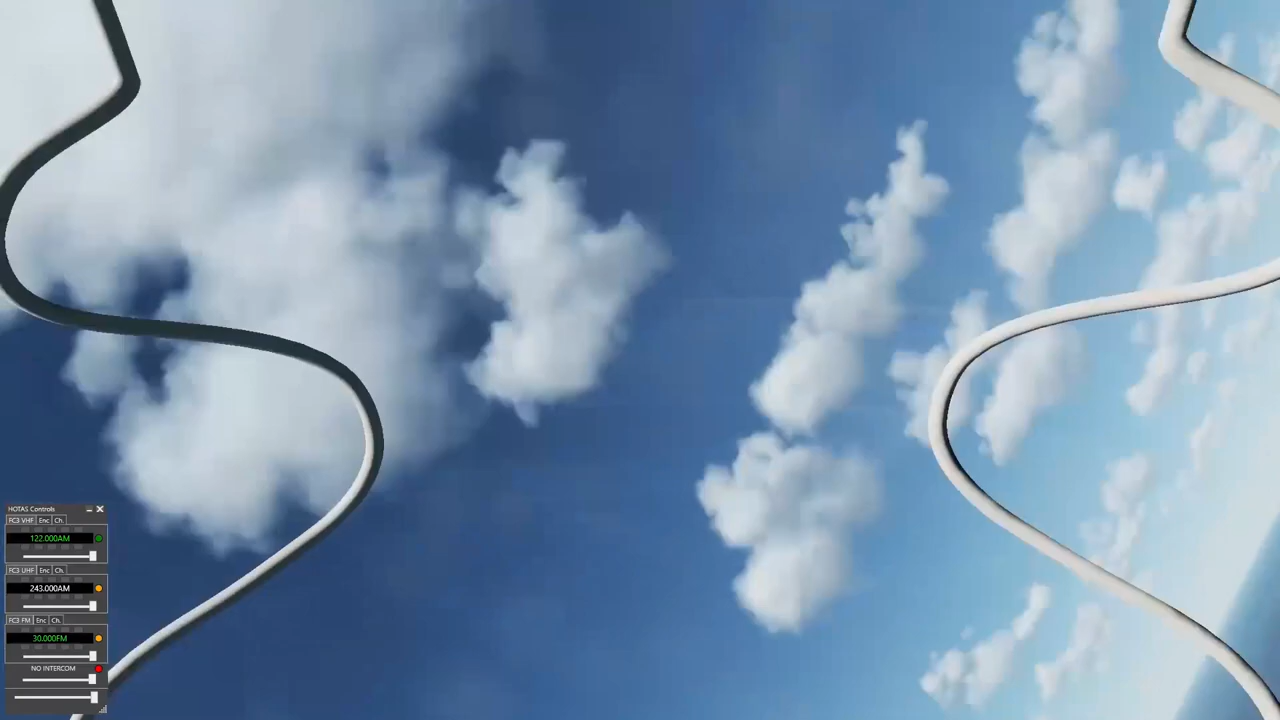 HOTAS Controls
FC3 VHF Enc Ch.
122.000AM
FC3 UHF Enc Ch.
243.000AM
FC3 FM Enc Ch.
30.000FM
NO INTERCOM